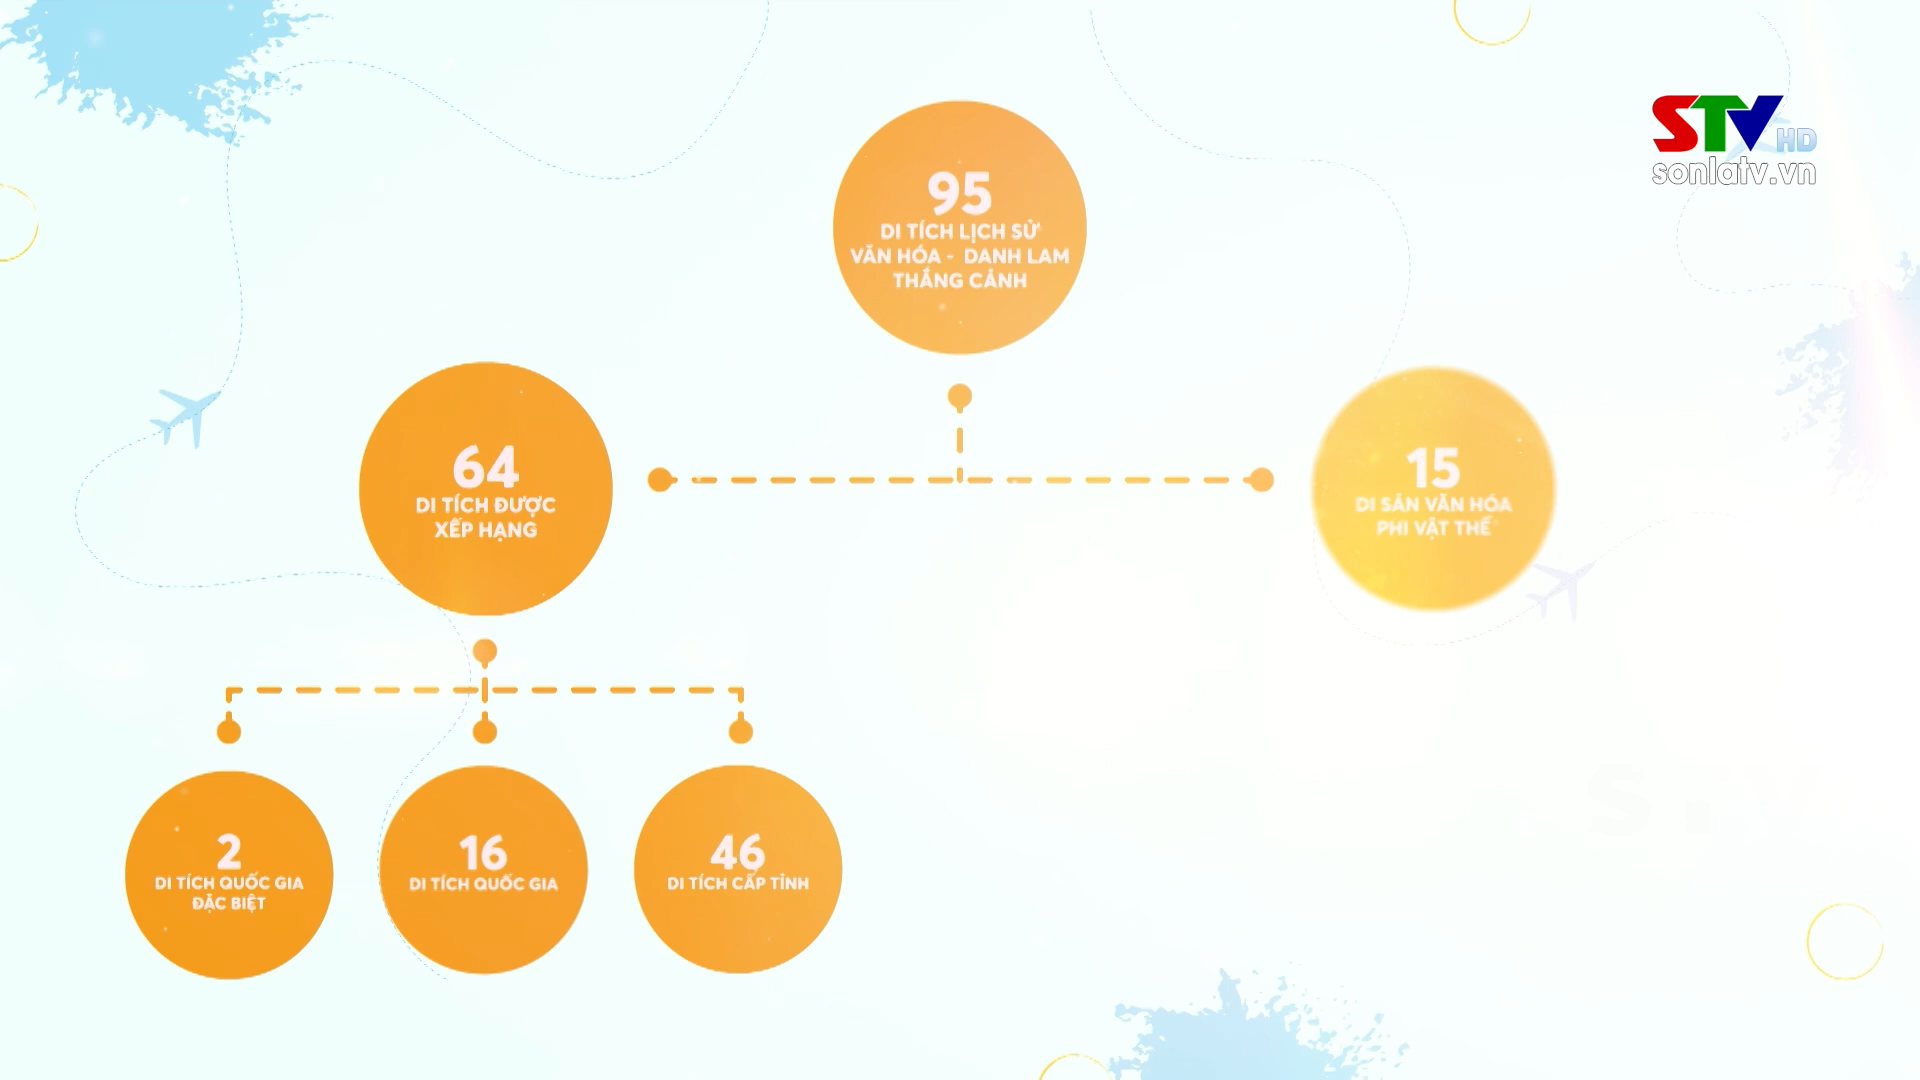 STV HD
sonlatv.vn
95
DI TÍCH LỊCH SỬ
VĂN HÓA - DANH LAM
THẮNG CẢNH
64
DI TÍCH ĐƯỢC
XẾP HẠNG
15
DI SẢN VĂN HÓA
PHI VẬT THỂ
2
DI TÍCH QUỐC GIA
ĐẶC BIỆT
16
DI TÍCH QUỐC GIA
46
DI TÍCH CẤP TỈNH